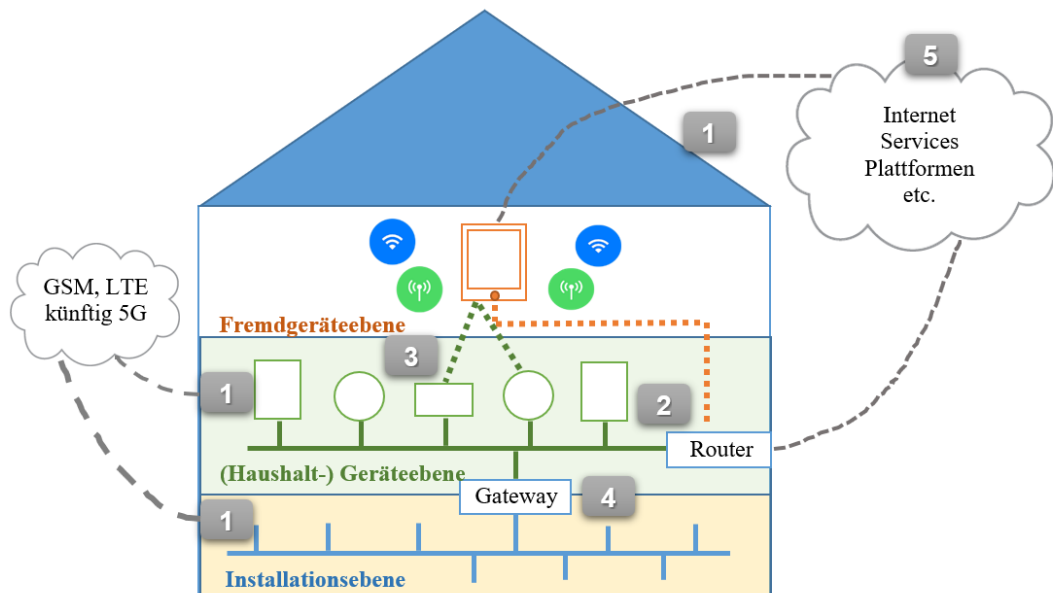 5
Internet
Services
Plattformen
etc.
1
GSM, LTE
künftig 5G
Fremdgeräteebene
3
1
2
Router
(Haushalt-) Geräteebene
Gateway
4
1
Installationsebene